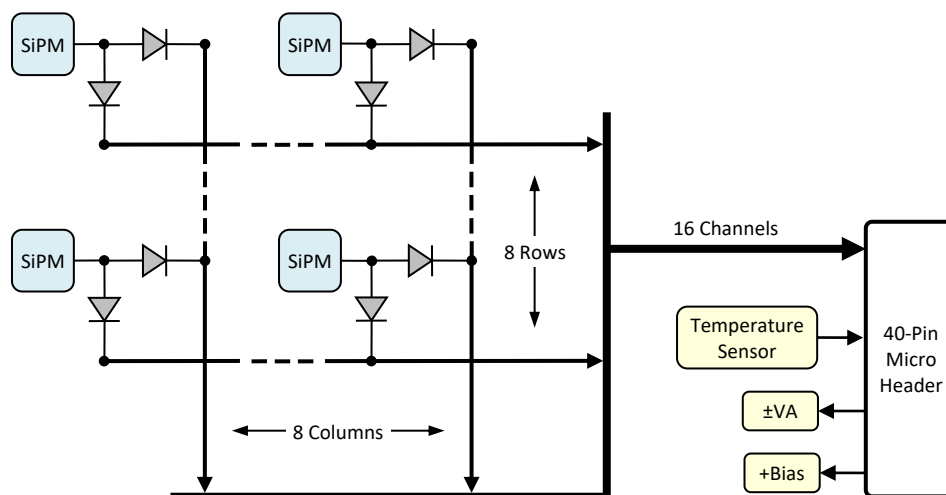 SiPM
SiPM
16 Channels
SiPM
SiPM
8 Rows
Temperature
Sensor
40-Pin
Micro
Header
±VA
8 Columns
+Bias